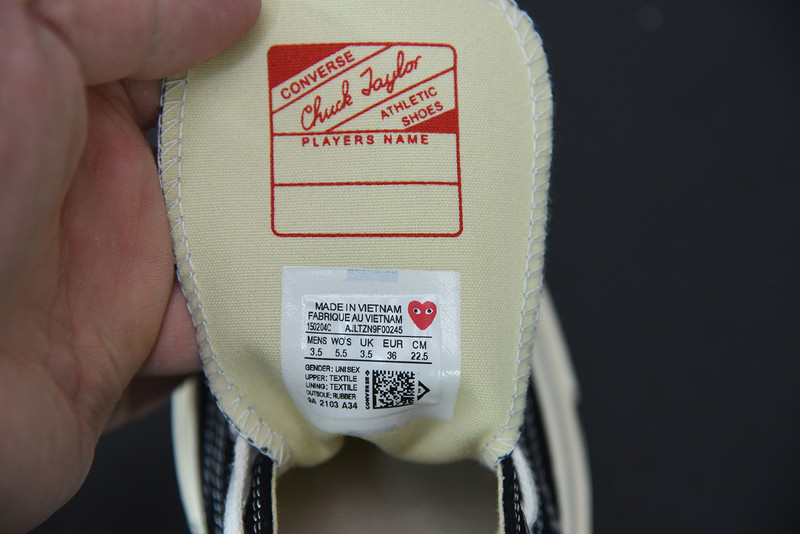 CONVERSE
Chuck Taylor
ATHLETIC
SHOES
PLAYERS NAME
MADE IN VIETNAM
FABRIQUE AU VIETNAM
150204C AJLTZN9F00245
MENS WO'S UK EUR CM
3.5 5.5 3.5 36 22.5
GENDER: UNISEX
UPPER: TEXTILE
LINING: TEXTILE
OUTSOLE: RUBBER
9A 2103 A34
CONVERSE